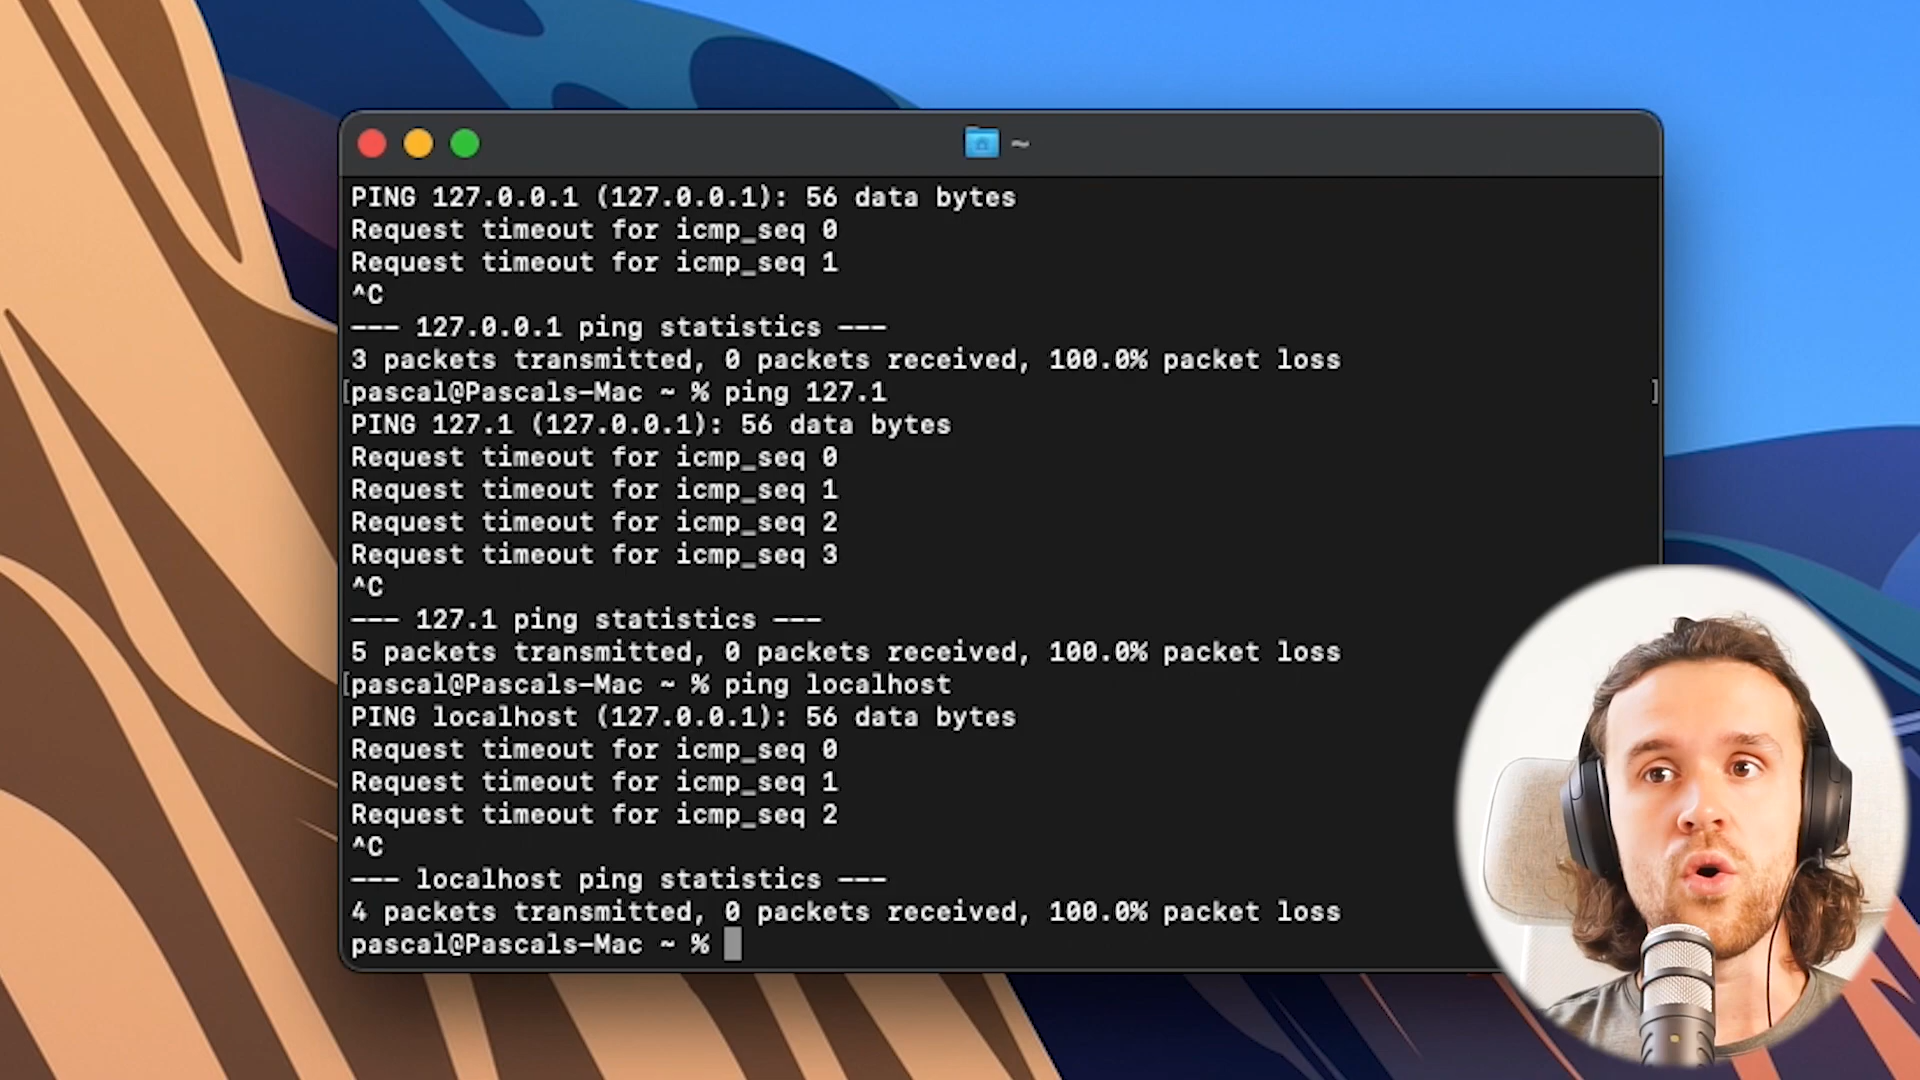 ~
PING 127.0.0.1 (127.0.0.1): 56 data bytes
Request timeout for icmp_seq 0
Request timeout for icmp_seq 1
^C
--- 127.0.0.1 ping statistics ---
3 packets transmitted, 0 packets received, 100.0% packet loss
[pascal@Pascals-Mac ~ % ping 127.1 ]
PING 127.1 (127.0.0.1): 56 data bytes
Request timeout for icmp_seq 0
Request timeout for icmp_seq 1
Request timeout for icmp_seq 2
Request timeout for icmp_seq 3
^C
--- 127.1 ping statistics ---
5 packets transmitted, 0 packets received, 100.0% packet loss
[pascal@Pascals-Mac ~ % ping localhost
PING localhost (127.0.0.1): 56 data bytes
Request timeout for icmp_seq 0
Request timeout for icmp_seq 1
Request timeout for icmp_seq 2
^C
--- localhost ping statistics ---
4 packets transmitted, 0 packets received, 100.0% packet loss
pascal@Pascals-Mac ~ %